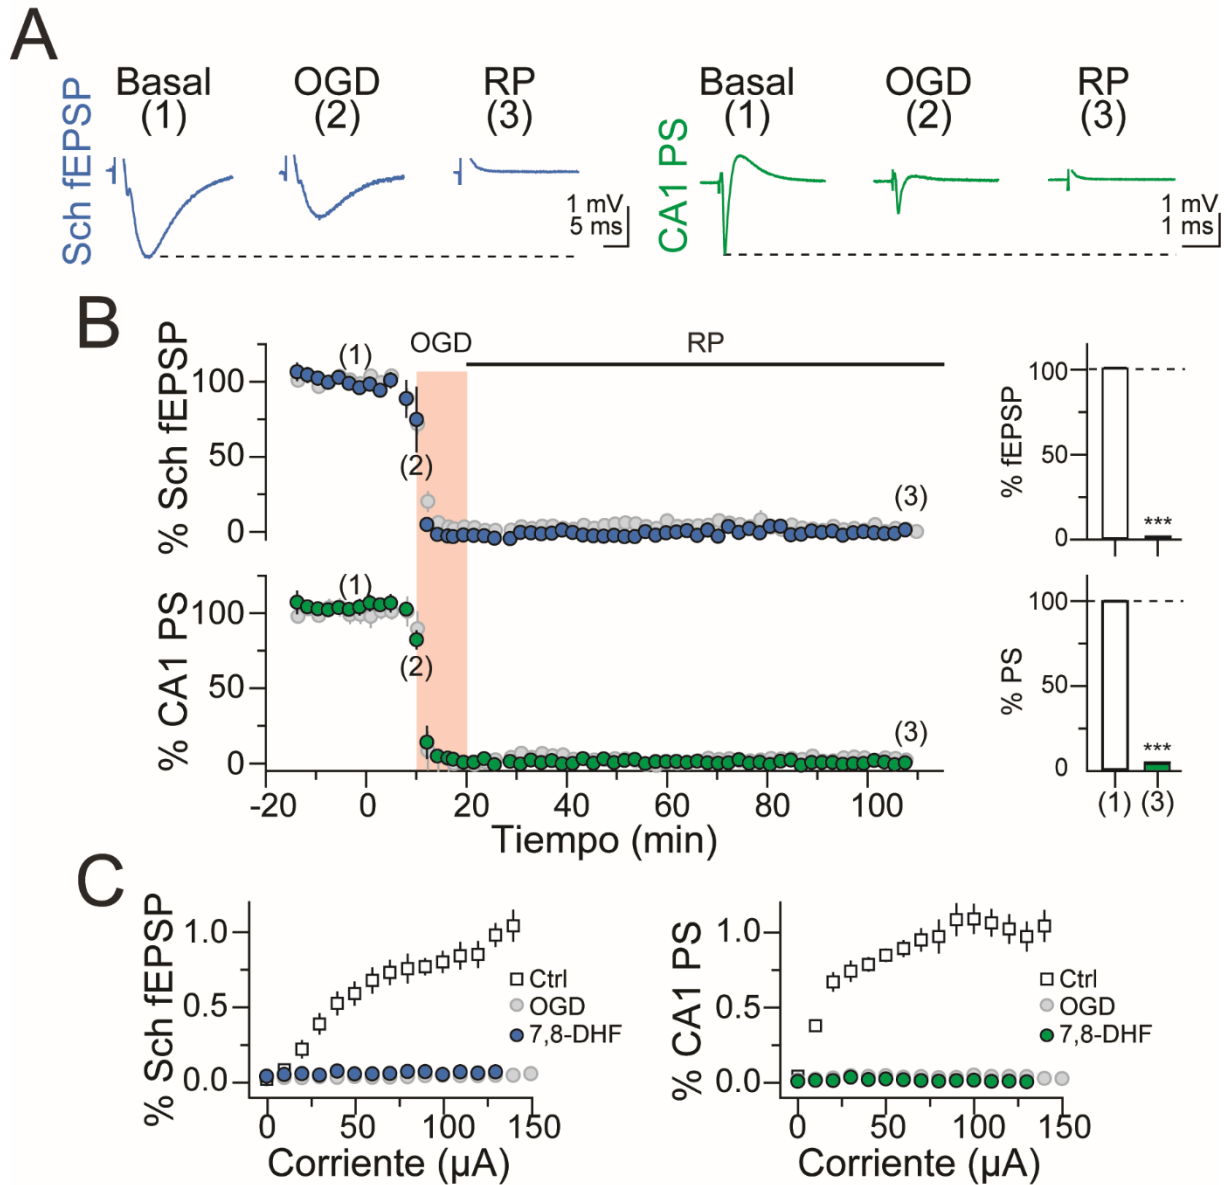 A
Sch fEPSP
Basal
(1)
OGD
(2)
RP
(3)
1 mV
5 ms
CA1 PS
Basal
(1)
OGD
(2)
RP
(3)
1 mV
1 ms
B
% Sch fEPSP
100
50
0
(1)
OGD
RP
(2)
(3)
% fEPSP
100
50
0
***
% CA1 PS
100
50
0
(1)
(2)
(3)
-20
0
20
40
60
80
100
Tiempo (min)
% PS
100
50
0
***
(1)
(3)
C
% Sch fEPSP
1.0
0.5
0.0
Ctrl
OGD
7,8-DHF
0
50
100
150
Corriente (µA)
% CA1 PS
1.0
0.5
0.0
Ctrl
OGD
7,8-DHF
0
50
100
150
Corriente (µA)